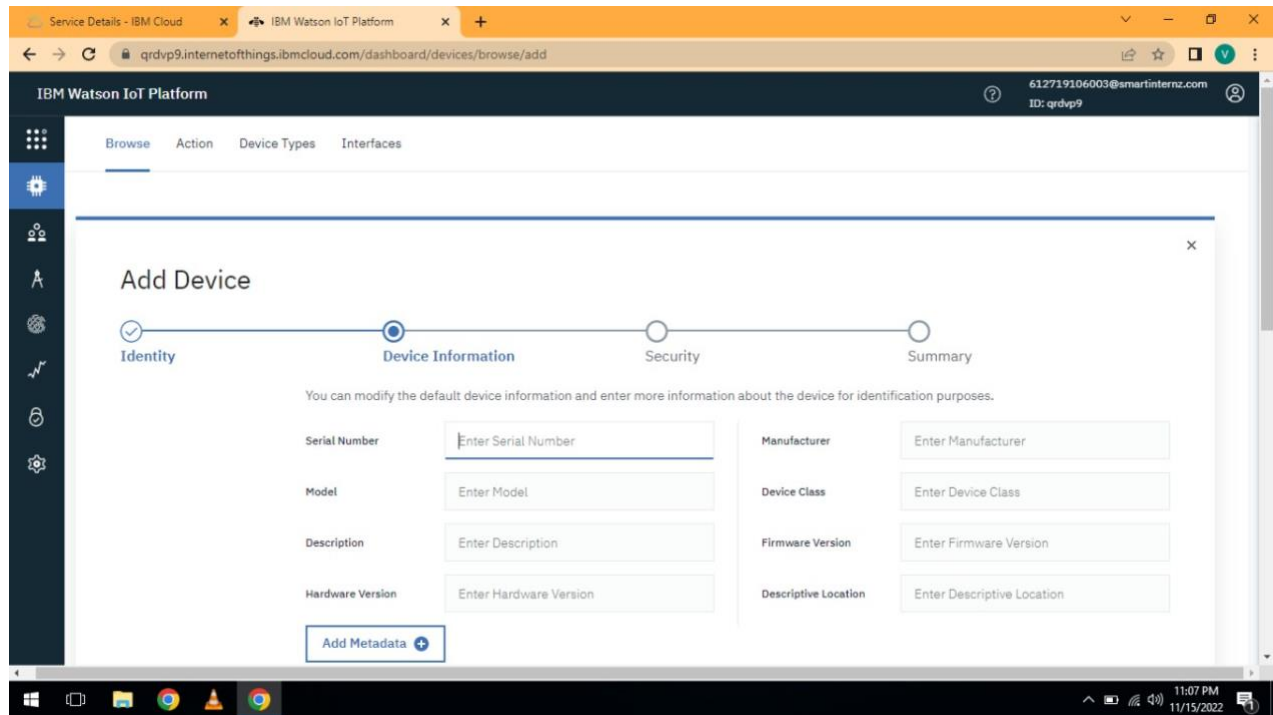 Service Details - IBM Cloud
IBM Watson IoT Platform
qrdvp9.internetofthings.ibmcloud.com/dashboard/devices/browse/add
V
IBM Watson IoT Platform
612719106003@smartinternz.com
ID: qrdvp9
Browse Action Device Types Interfaces
Add Device
Identity Device Information Security Summary
You can modify the default device information and enter more information about the device for identification purposes.
Serial Number Enter Serial Number Manufacturer Enter Manufacturer
Model Enter Model Device Class Enter Device Class
Description Enter Description Firmware Version Enter Firmware Version
Hardware Version Enter Hardware Version Descriptive Location Enter Descriptive Location
Add Metadata
11:07 PM
11/15/2022
1